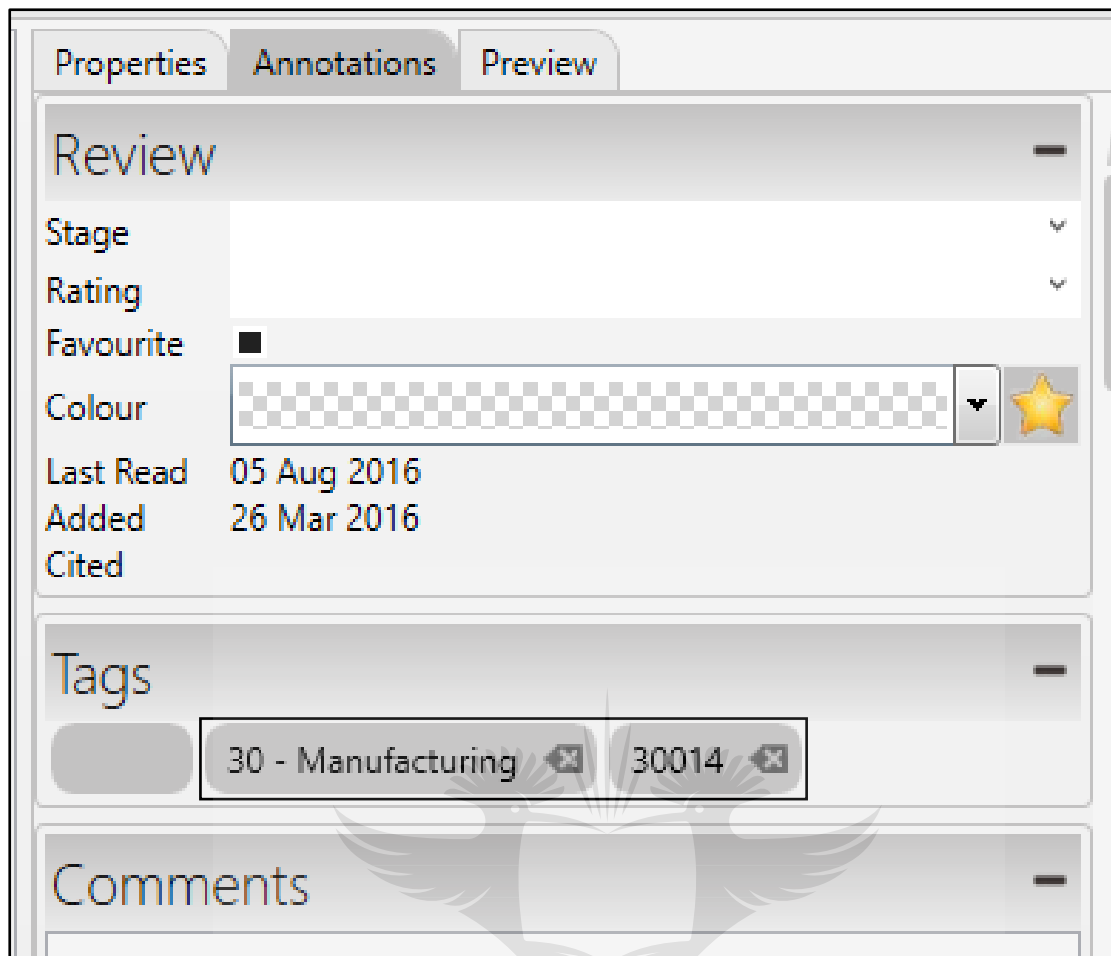 Properties Annotations Preview
Review
Stage
Rating
Favourite
Colour
Last Read 05 Aug 2016
Added 26 Mar 2016
Cited
Tags
30 - Manufacturing 30014
Comments